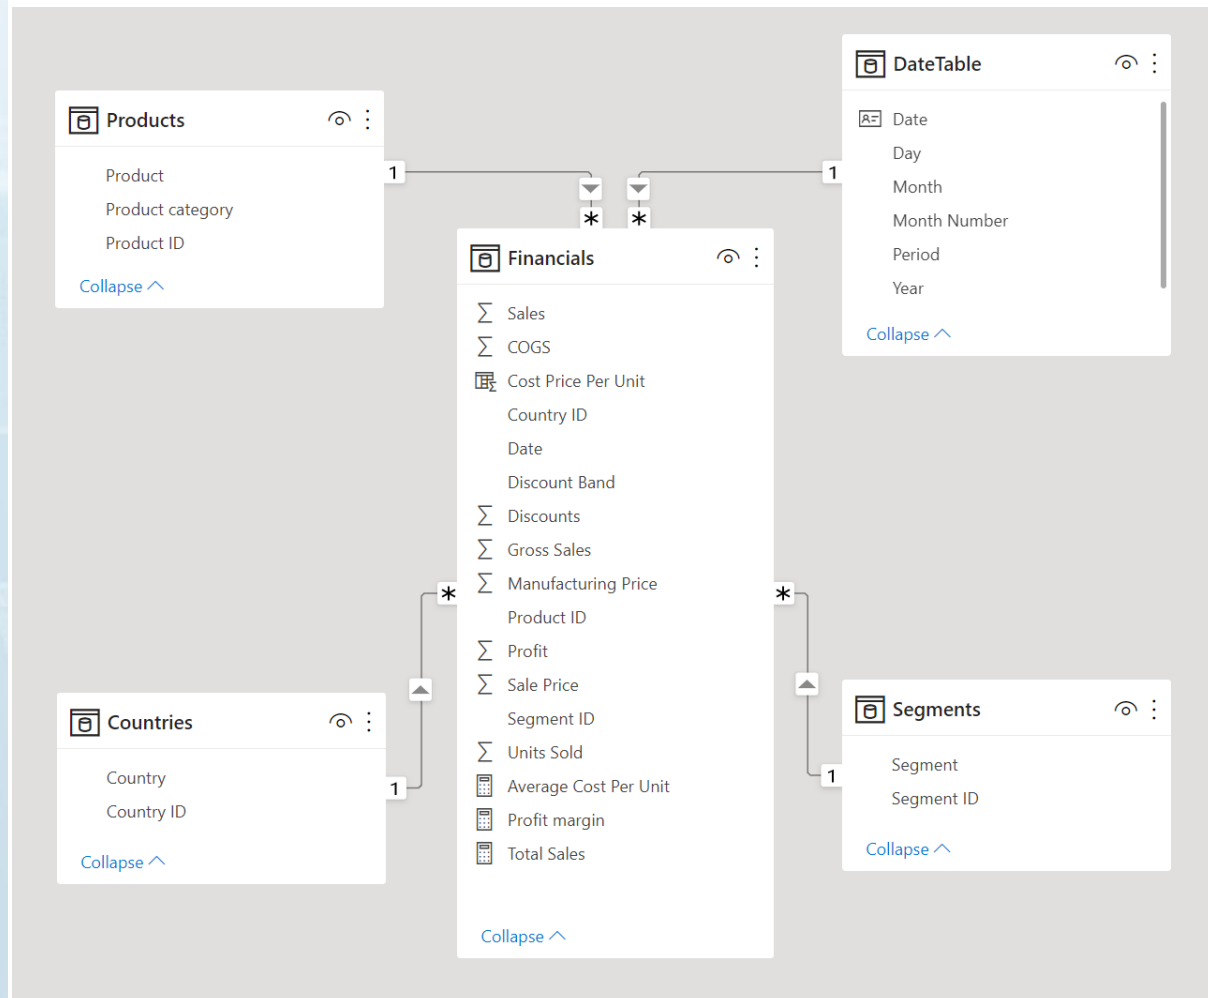 Products
Product
Product category
Product ID
Collapse
1
*
DateTable
Date
Day
Month
Month Number
Period
Year
Collapse
1
*
Financials
Sales
COGS
Cost Price Per Unit
Country ID
Date
Discount Band
Discounts
Gross Sales
Manufacturing Price
Product ID
Profit
Sale Price
Segment ID
Units Sold
Average Cost Per Unit
Profit margin
Total Sales
Collapse
*
*
Countries
Country
Country ID
Collapse
1
Segments
Segment
Segment ID
Collapse
1